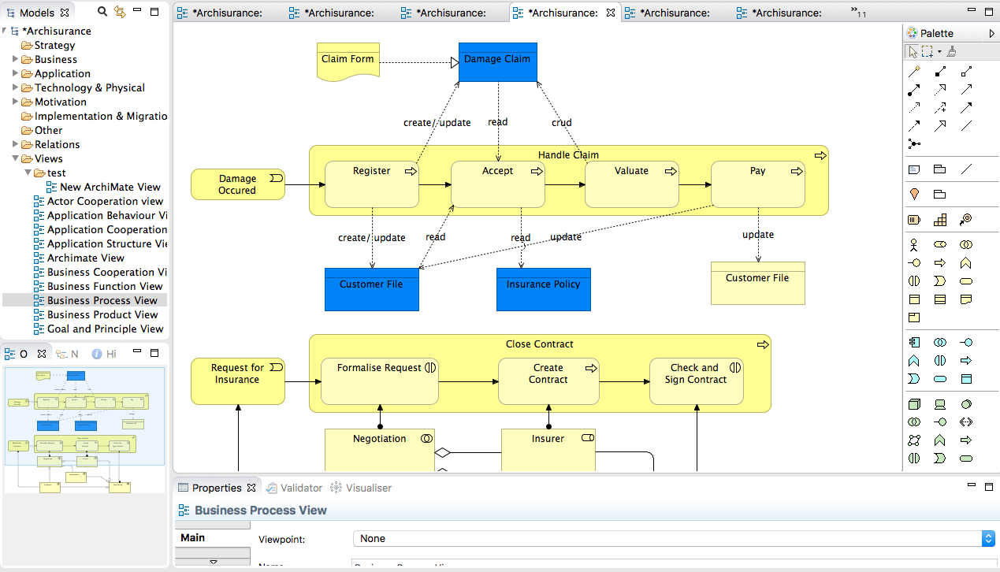 Models
*Archisurance
Strategy
Business
Application
Technology & Physical
Motivation
Implementation & Migratio
Other
Relations
Views
test
New ArchiMate View
Actor Cooperation view
Application Behaviour Vi
Application Cooperation
Application Structure Vie
Archimate View
Business Cooperation Vi
Business Function View
Business Process View
Business Product View
Goal and Principle View
O
N
Hi
*Archisurance:
*Archisurance:
*Archisurance:
*Archisurance:
*Archisurance:
*Archisurance:
»11
Claim Form
Damage Claim
create/ update
read
crud
Handle Claim
Damage
Occured
Register
Accept
Valuate
Pay
create/ update
read
read
update
update
Customer File
Insurance Policy
Customer File
Close Contract
Request for
Insurance
Formalise Request
Create
Contract
Check and
Sign Contract
Negotiation
Insurer
Palette
Properties
Validator
Visualiser
Business Process View
Main
Viewpoint:
None